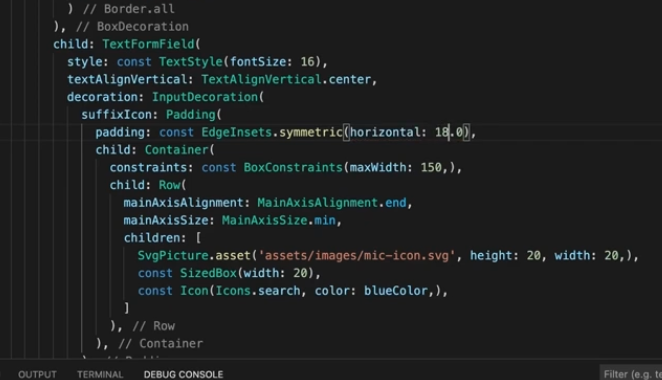 ) // Border.all
), // BoxDecoration
child: TextFormField(
style: const TextStyle(fontSize: 16),
textAlignVertical: TextAlignVertical.center,
decoration: InputDecoration(
suffixIcon: Padding(
padding: const EdgeInsets.symmetric(horizontal: 18.0),
child: Container(
constraints: const BoxConstraints(maxWidth: 150,),
child: Row(
mainAxisAlignment: MainAxisAlignment.end,
mainAxisSize: MainAxisSize.min,
children: [
SvgPicture.asset('assets/images/mic-icon.svg', height: 20, width: 20,),
const SizedBox(width: 20),
const Icon(Icons.search, color: blueColor,),
]
), // Row
), // Container
OUTPUT TERMINAL DEBUG CONSOLE Filter (e.g.